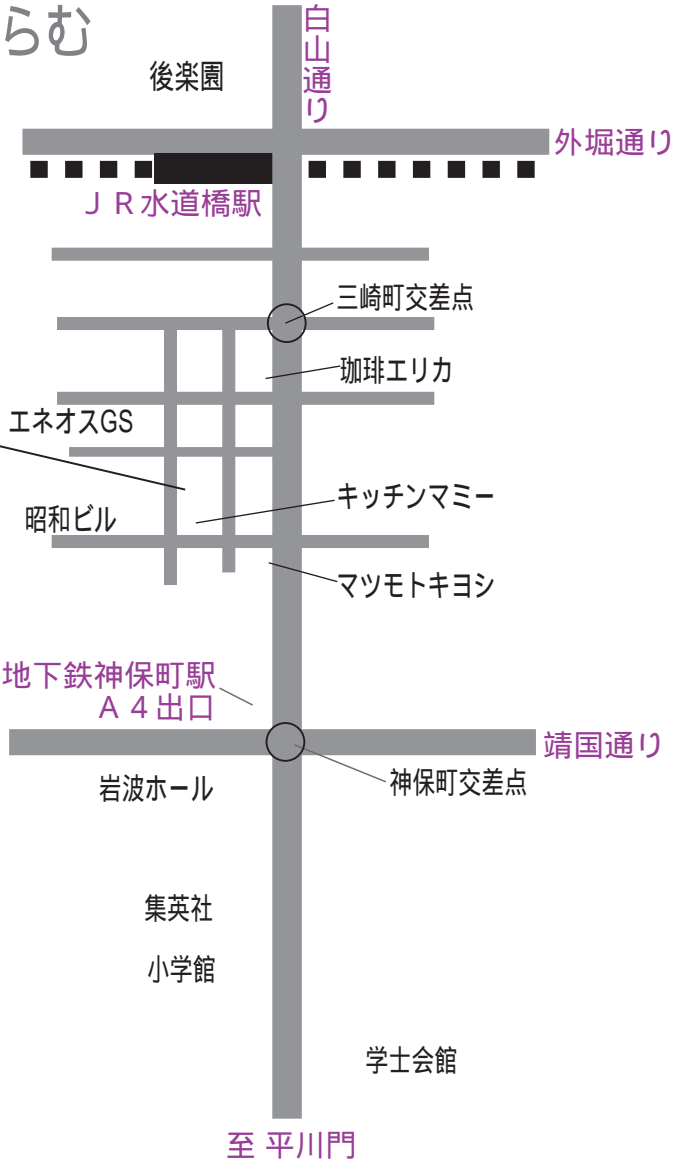 らむ
白山通り
後楽園
外堀通り
ＪＲ水道橋駅
三崎町交差点
珈琲エリカ
エネオスGS
キッチンマミー
昭和ビル
マツモトキヨシ
地下鉄神保町駅
Ａ４出口
靖国通り
岩波ホール
神保町交差点
集英社
小学館
学士会館
至 平川門